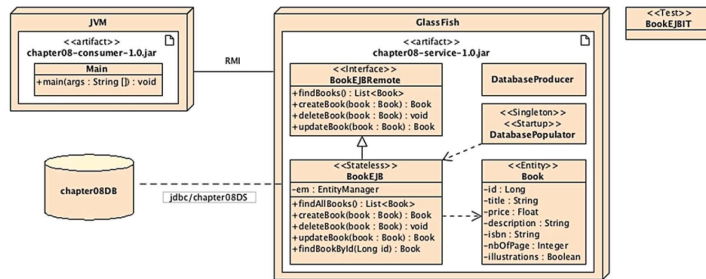 JVM
<<artifact>>
chapter08-consumer-1.0.jar
Main
+main(args : String []) : void
RMI
GlassFish
<<artifact>>
chapter08-service-1.0.jar
<<Interface>>
BookEJBRemote
+findBooks() : List<Book>
+createBook(book : Book) : Book
+deleteBook(book : Book) : void
+updateBook(book : Book) : Book
DatabaseProducer
<<Singleton>>
<<Startup>>
DatabasePopulator
<<Stateless>>
BookEJB
-em : EntityManager
+findAllBooks() : List<Book>
+createBook(book : Book) : Book
+deleteBook(book : Book) : void
+updateBook(book : Book) : Book
+findBookById(Long id) : Book
<<Entity>>
Book
-id : Long
-title : String
-price : Float
-description : String
-isbn : String
-nbOfPage : Integer
-illustrations : Boolean
chapter08DB
jdbc/chapter08DS
<<Test>>
BookEJBIT